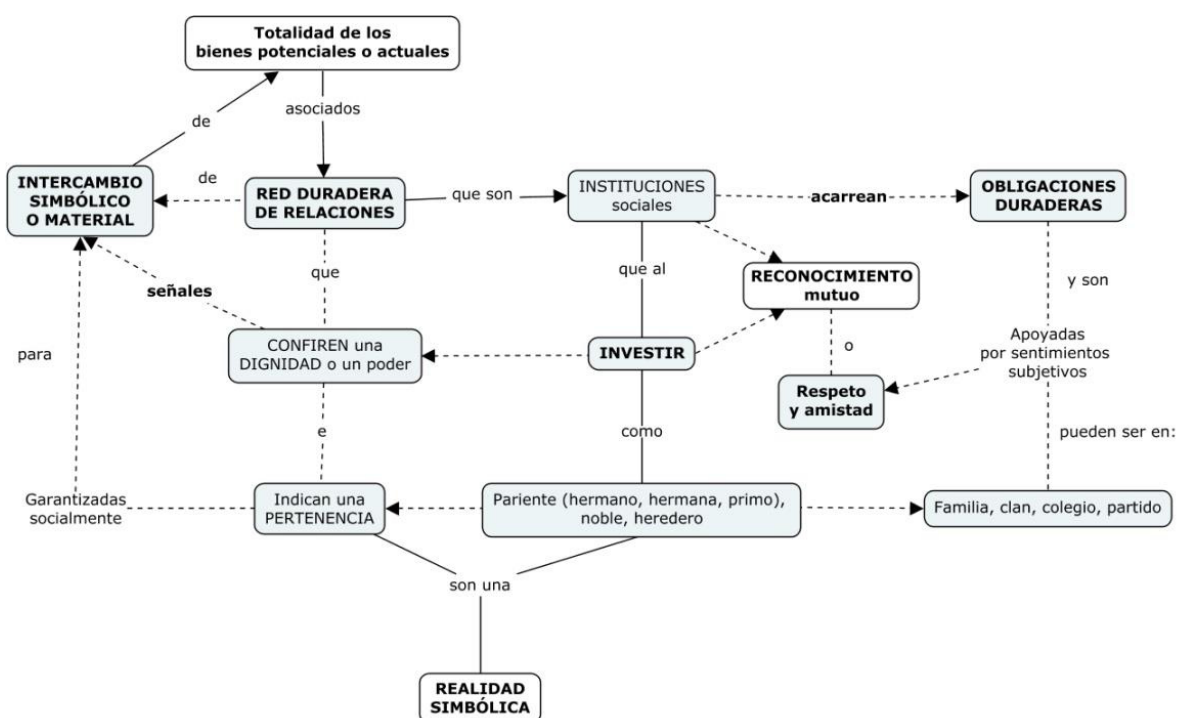 Totalidad de los
bienes potenciales o actuales
de
asociados
INTERCAMBIO
SIMBÓLICO
O MATERIAL
de
RED DURADERA
DE RELACIONES
que son
INSTITUCIONES
sociales
acarrean
OBLIGACIONES
DURADERAS
que
que al
RECONOCIMIENTO
mutuo
y son
señales
para
CONFIREN una
DIGNIDAD o un poder
INVESTIR
o
Apoyadas
por sentimientos
subjetivos
Respeto
y amistad
e
como
pueden ser en:
Garantizadas
socialmente
Indican una
PERTENENCIA
Pariente (hermano, hermana, primo),
noble, heredero
Familia, clan, colegio, partido
son una
REALIDAD
SIMBÓLICA